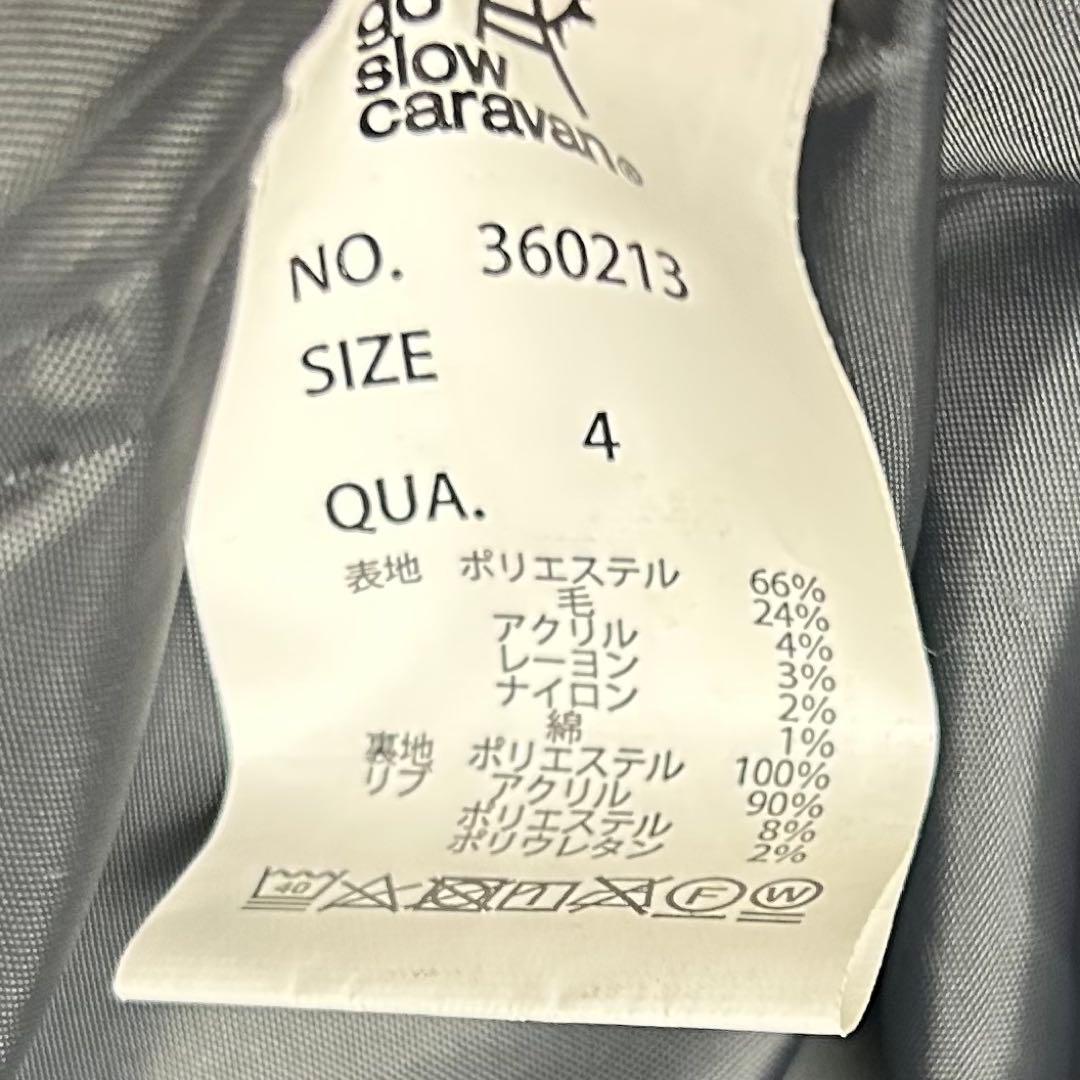 go
slow
caravan®
NO. 360213
SIZE
4
QUA.
表地 ポリエステル 66%
毛 24%
アクリル 4%
レーヨン 3%
ナイロン 2%
綿 1%
裏地 ポリエステル 100%
リブ アクリル 90%
ポリエステル 8%
ポリウレタン 2%
40 F W